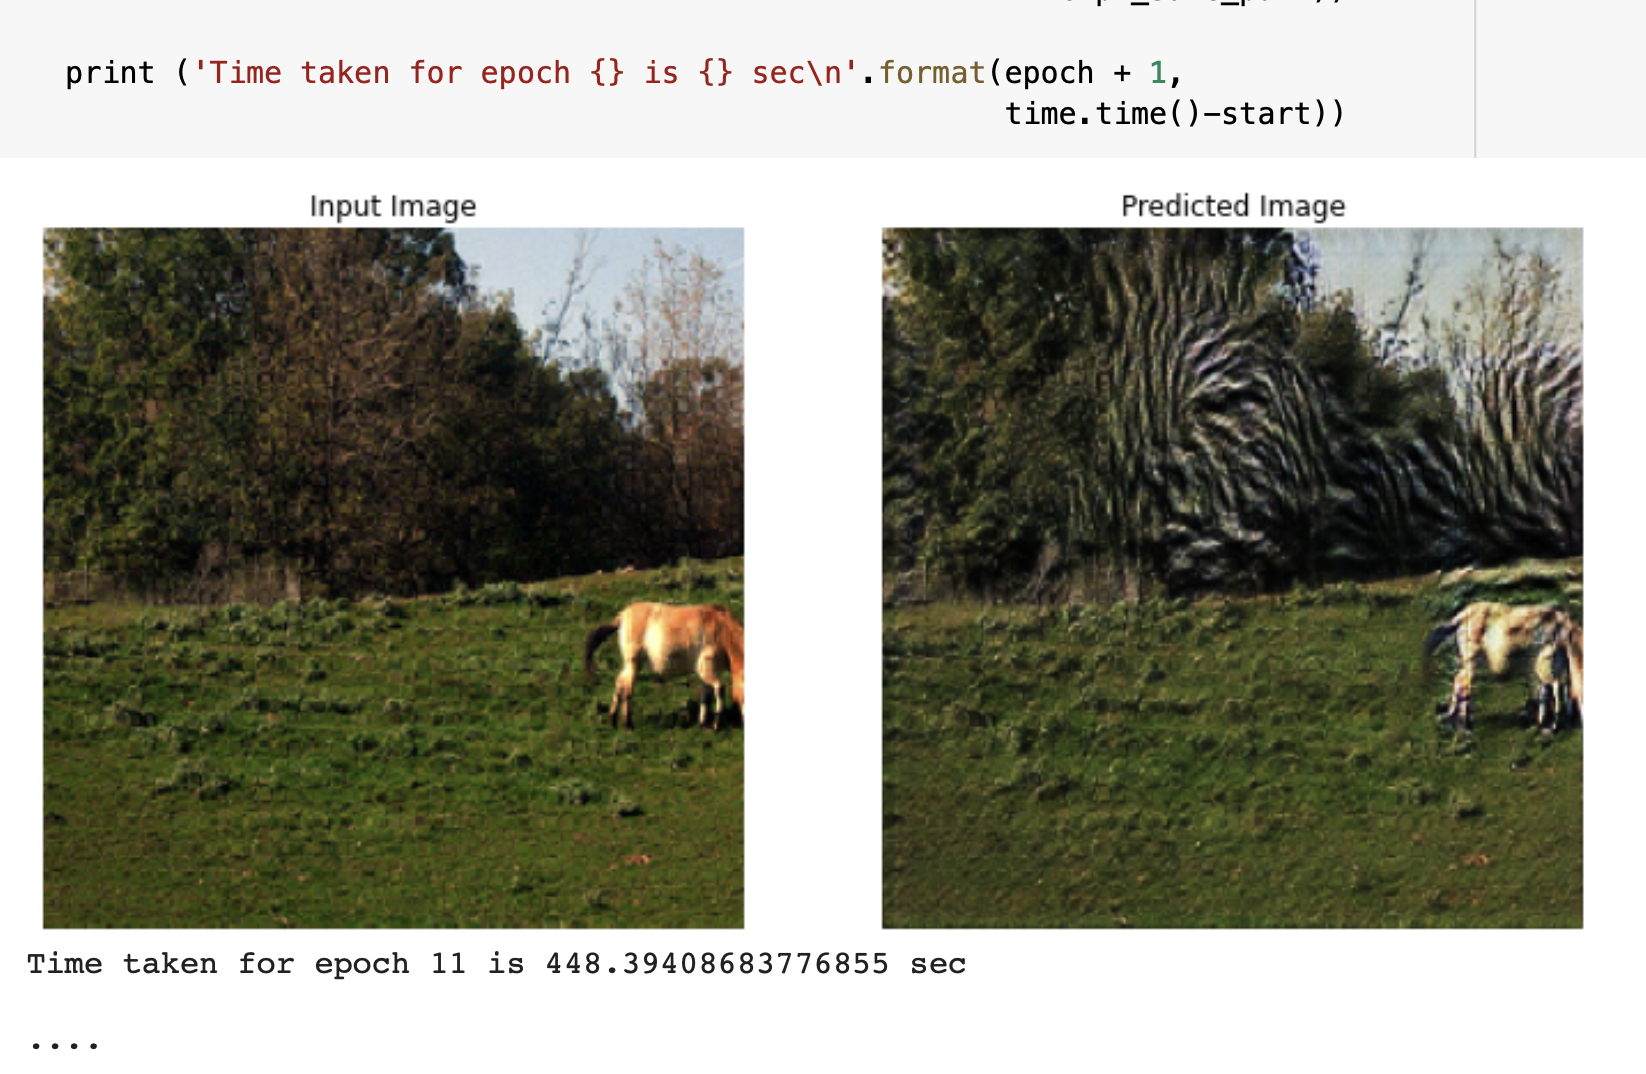 print ('Time taken for epoch {} is {} sec\n'.format(epoch + 1,
time.time()-start))
Input Image
Predicted Image
Time taken for epoch 11 is 448.39408683776855 sec
....